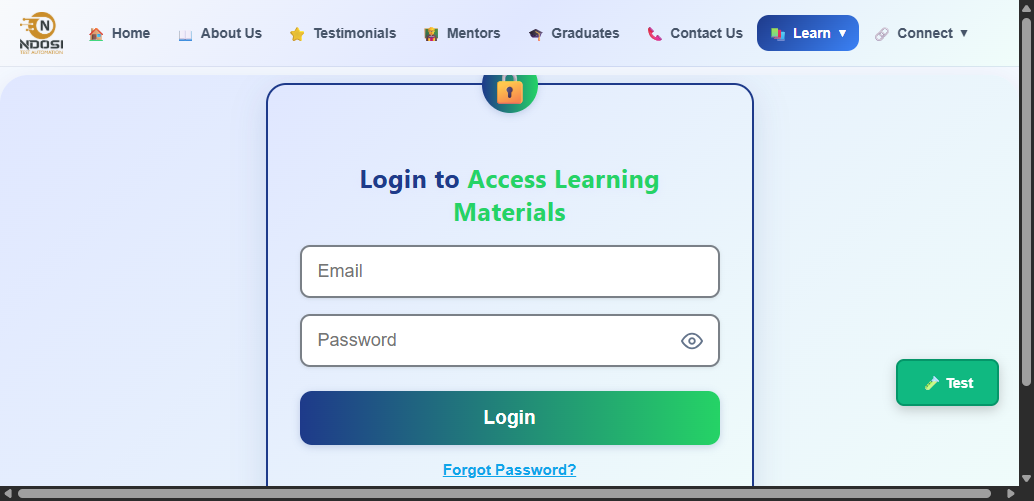 N
NDOSI
TEST AUTOMATION
Home
About Us
Testimonials
Mentors
Graduates
Contact Us
Learn ▼
Connect ▼
Login to Access Learning
Materials
Email
Password
Test
Login
Forgot Password?